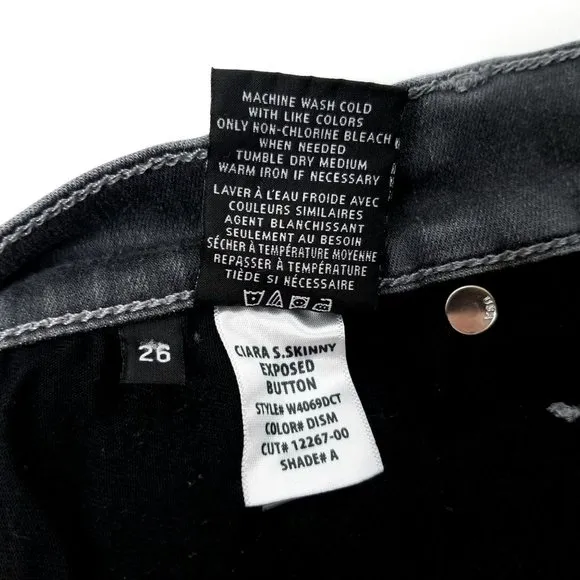 MACHINE WASH COLD
WITH LIKE COLORS
ONLY NON-CHLORINE BLEACH
WHEN NEEDED
TUMBLE DRY MEDIUM
WARM IRON IF NECESSARY
LAVER À L'EAU FROIDE AVEC
COULEURS SIMILAIRES
AGENT BLANCHISSANT
SEULEMENT AU BESOIN
SÉCHER À TEMPÉRATURE MOYENNE
REPASSER À TEMPÉRATURE
TIÈDE SI NÉCESSAIRE
26
CIARA S.SKINNY
EXPOSED
BUTTON
STYLE# W4069DCT
COLOR# DISM
CUT# 12267-00
SHADE# A